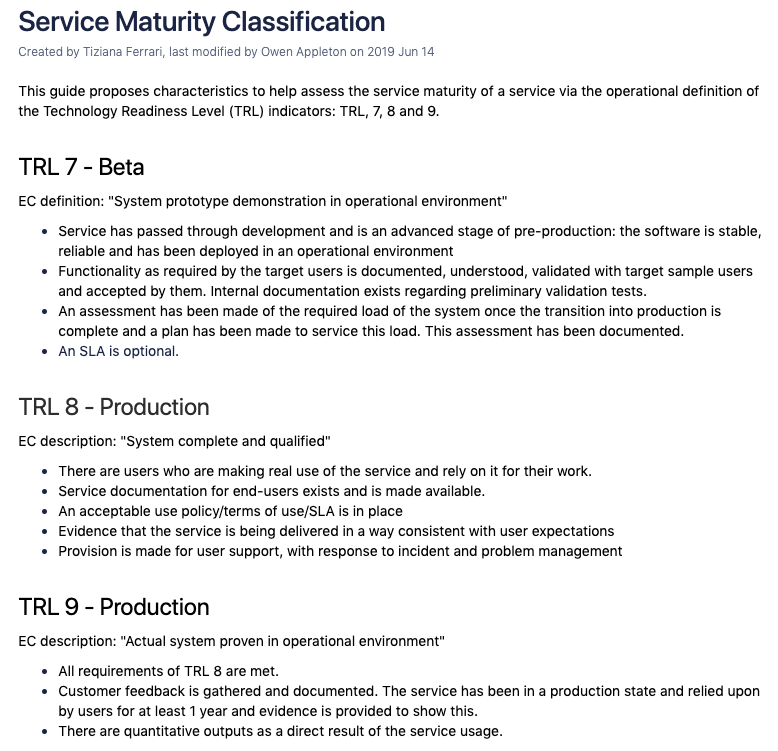 Service Maturity Classification
Created by Tiziana Ferrari, last modified by Owen Appleton on 2019 Jun 14
This guide proposes characteristics to help assess the service maturity of a service via the operational definition of
the Technology Readiness Level (TRL) indicators: TRL, 7, 8 and 9.
TRL 7 - Beta
EC definition: "System prototype demonstration in operational environment"
• Service has passed through development and is an advanced stage of pre-production: the software is stable,
reliable and has been deployed in an operational environment
• Functionality as required by the target users is documented, understood, validated with target sample users
and accepted by them. Internal documentation exists regarding preliminary validation tests.
• An assessment has been made of the required load of the system once the transition into production is
complete and a plan has been made to service this load. This assessment has been documented.
• An SLA is optional.
TRL 8 - Production
EC description: "System complete and qualified"
• There are users who are making real use of the service and rely on it for their work.
• Service documentation for end-users exists and is made available.
• An acceptable use policy/terms of use/SLA is in place
• Evidence that the service is being delivered in a way consistent with user expectations
• Provision is made for user support, with response to incident and problem management
TRL 9 - Production
EC description: "Actual system proven in operational environment"
• All requirements of TRL 8 are met.
• Customer feedback is gathered and documented. The service has been in a production state and relied upon
by users for at least 1 year and evidence is provided to show this.
• There are quantitative outputs as a direct result of the service usage.